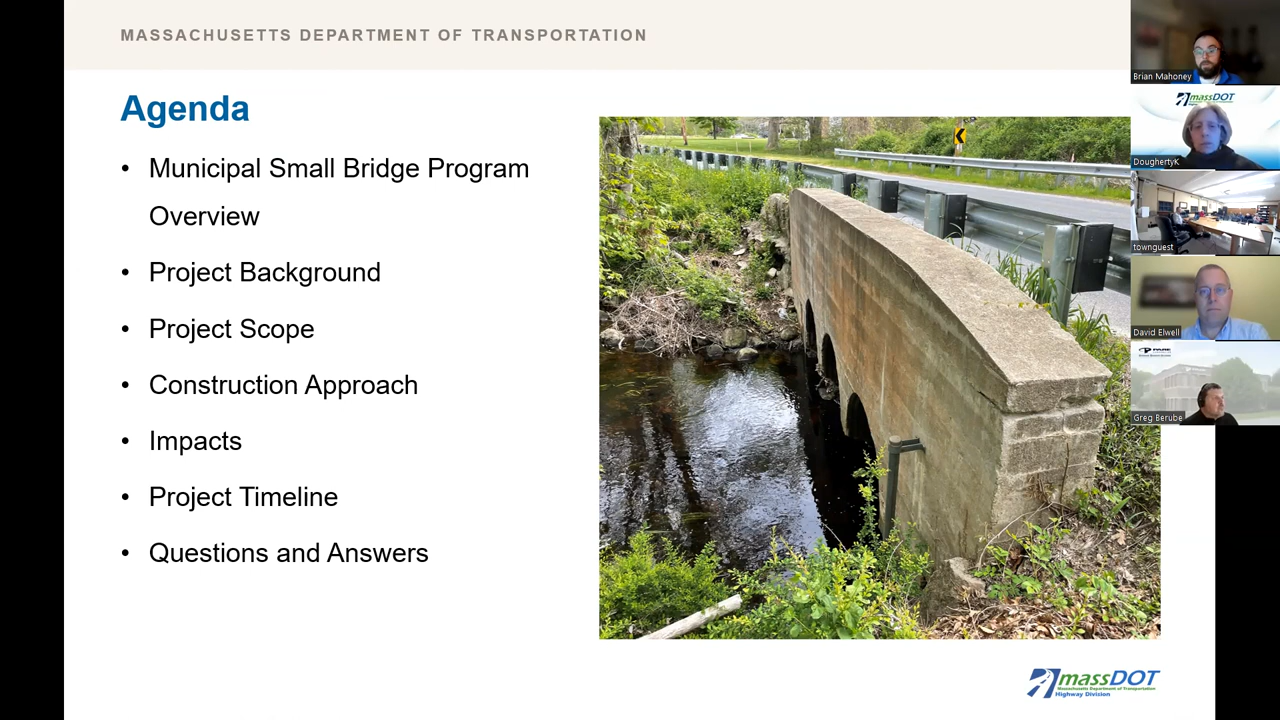 MASSACHUSETTS DEPARTMENT OF TRANSPORTATION
Agenda
• Municipal Small Bridge Program
Overview
• Project Background
• Project Scope
• Construction Approach
• Impacts
• Project Timeline
• Questions and Answers
massDOT
Massachusetts Department of Transportation
Highway Division
Brian Mahoney
massDOT
DoughertyK
townguest
David Elwell
PARE
Greg Berube